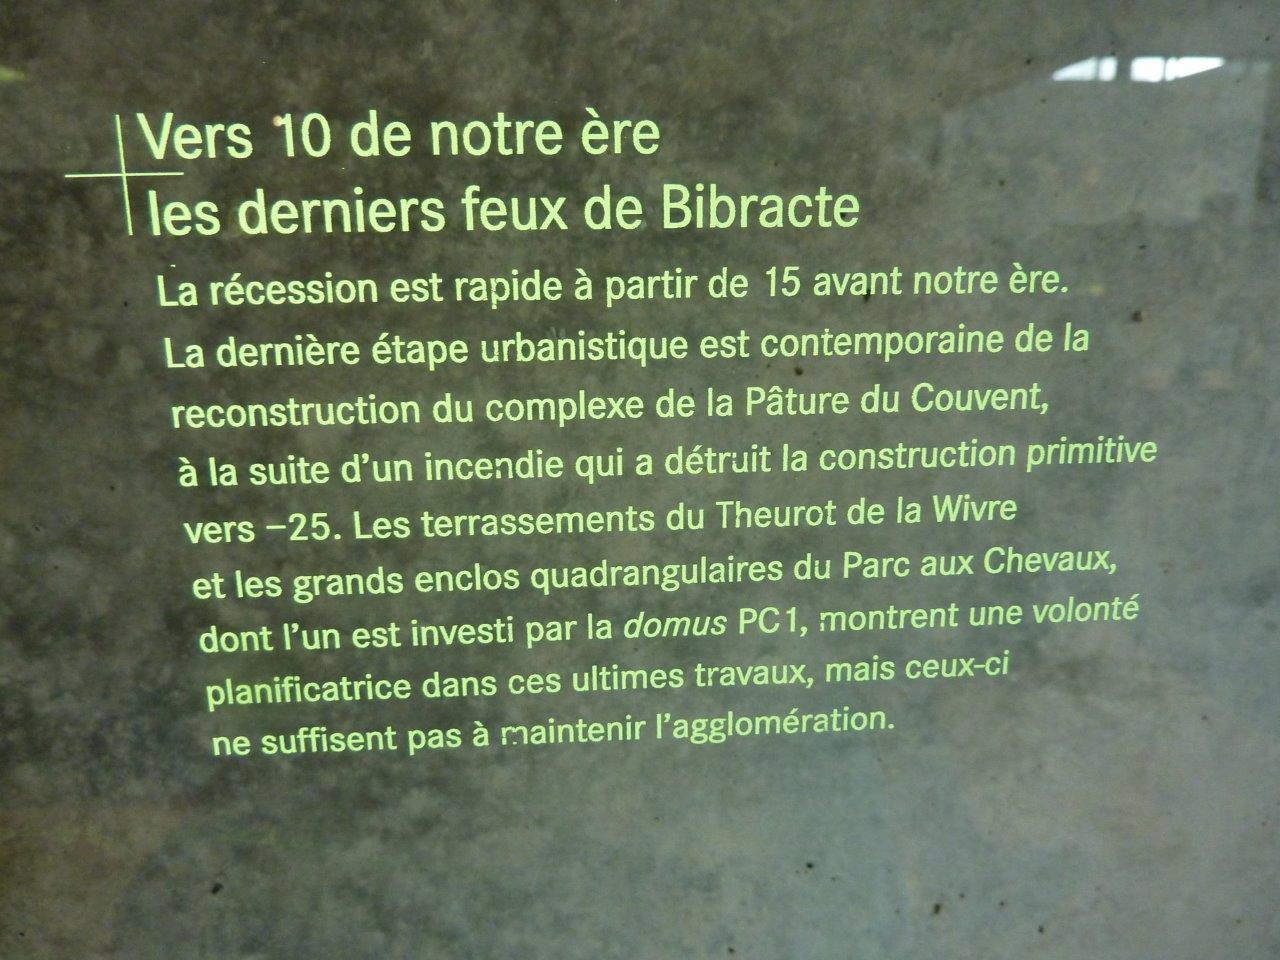 Vers 10 de notre ère
les derniers feux de Bibracte
La récession est rapide à partir de 15 avant notre ère.
La dernière étape urbanistique est contemporaine de la
reconstruction du complexe de la Pâture du Couvent,
à la suite d'un incendie qui a détruit la construction primitive
vers –25. Les terrassements du Theurot de la Wivre
et les grands enclos quadrangulaires du Parc aux Chevaux,
dont l'un est investi par la domus PC1, montrent une volonté
planificatrice dans ces ultimes travaux, mais ceux-ci
ne suffisent pas à maintenir l'agglomération.